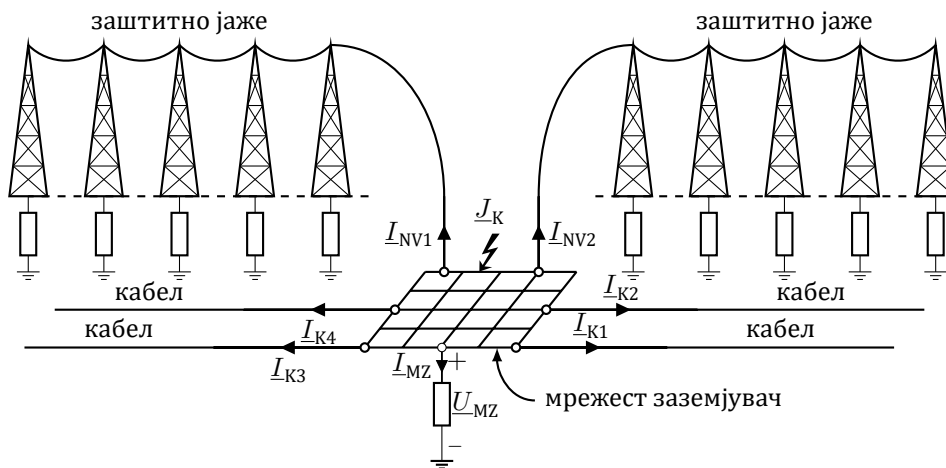 заштитно јаже
заштитно јаже
J_K
I_NV1
I_NV2
кабел
I_K2
кабел
кабел
I_K4
I_K1
кабел
I_K3
I_MZ
+
U_MZ
мрежест заземјувач
−